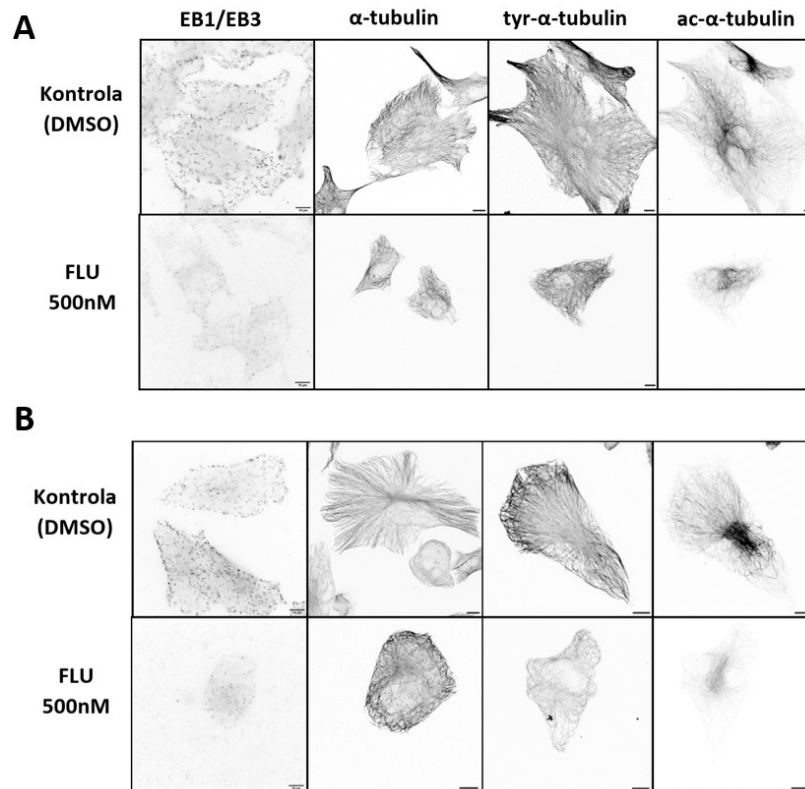 A
EB1/EB3 α-tubulin tyr-α-tubulin ac-α-tubulin
Kontrola
(DMSO)
FLU
500nM
B
Kontrola
(DMSO)
FLU
500nM